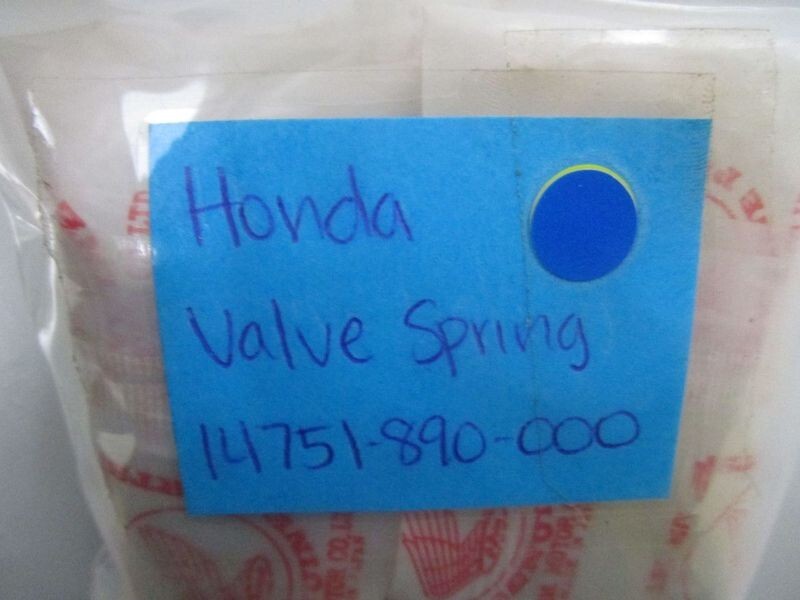 Honda
Valve Spring
14751-890-000